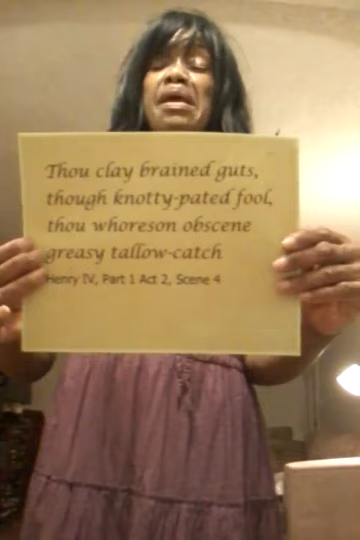 Thou clay brained guts,
though knotty-pated fool,
thou whoreson obscene
greasy tallow-catch
Henry IV, Part 1 Act 2, Scene 4